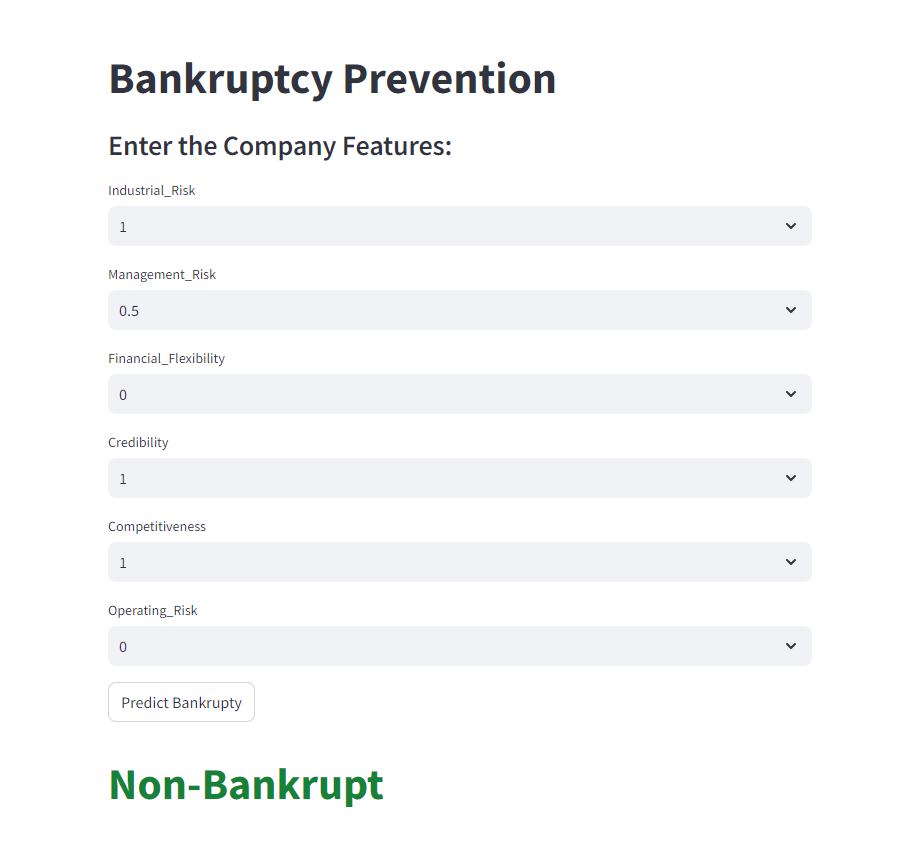 Bankruptcy Prevention
Enter the Company Features:
Industrial_Risk
1
Management_Risk
0.5
Financial_Flexibility
0
Credibility
1
Competitiveness
1
Operating_Risk
0
Predict Bankrupty
Non-Bankrupt